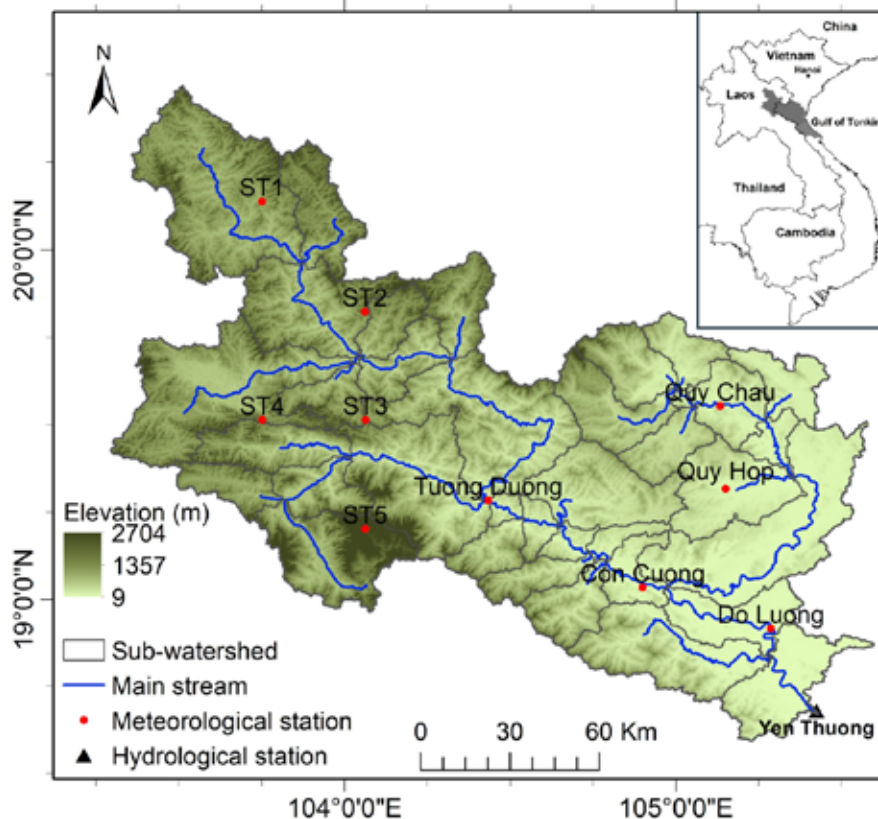 China
Vietnam
Hanoi
Laos
Gulf of Tonkin
Thailand
Cambodia
N
20°0'0"N
19°0'0"N
ST1
ST2
ST4
ST3
ST5
Quy Chau
Quy Hop
Tuong Duong
Con Cuong
Do Luong
Yen Thuong
Elevation (m)
2704
1357
9
Sub-watershed
Main stream
Meteorological station
Hydrological station
0 30 60 Km
104°0'0"E
105°0'0"E